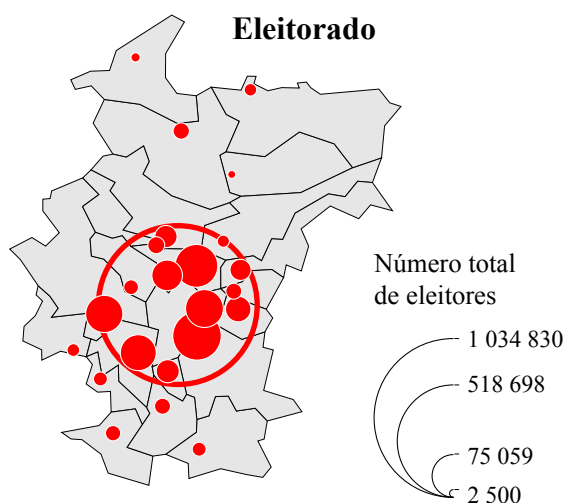 Eleitorado
Número total
de eleitores
1 034 830
518 698
75 059
2 500